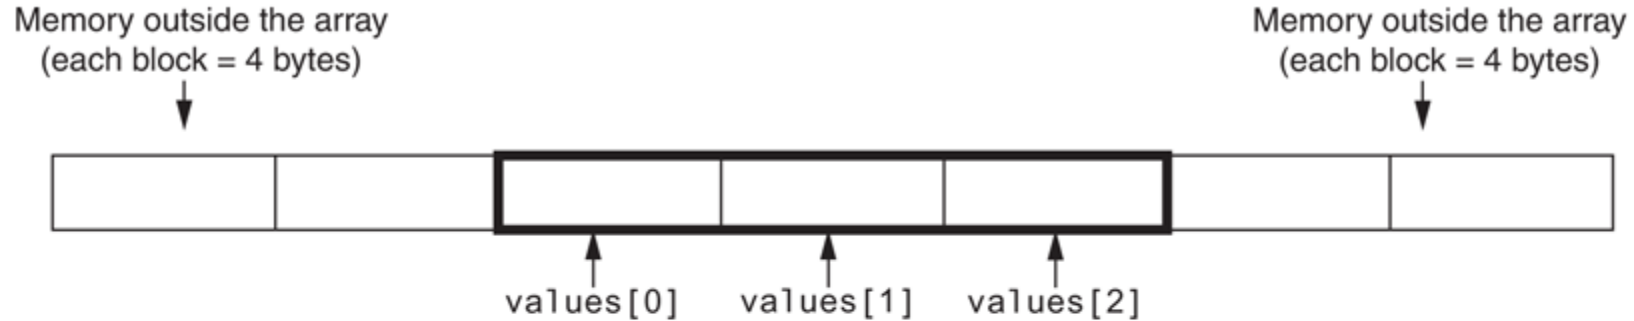 Memory outside the array
(each block = 4 bytes)
Memory outside the array
(each block = 4 bytes)
values[0]
values[1]
values[2]